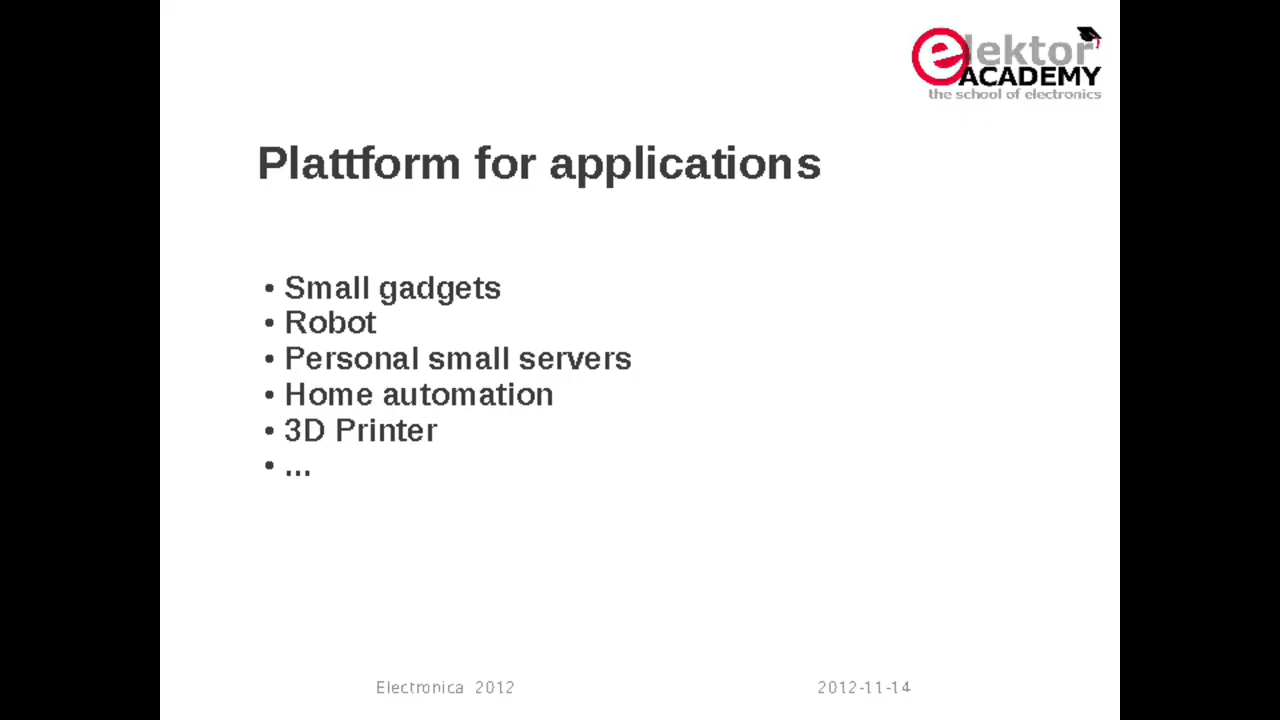 elektor
ACADEMY
the school of electronics
Plattform for applications
• Small gadgets
• Robot
• Personal small servers
• Home automation
• 3D Printer
• ...
Electronica 2012
2012-11-14